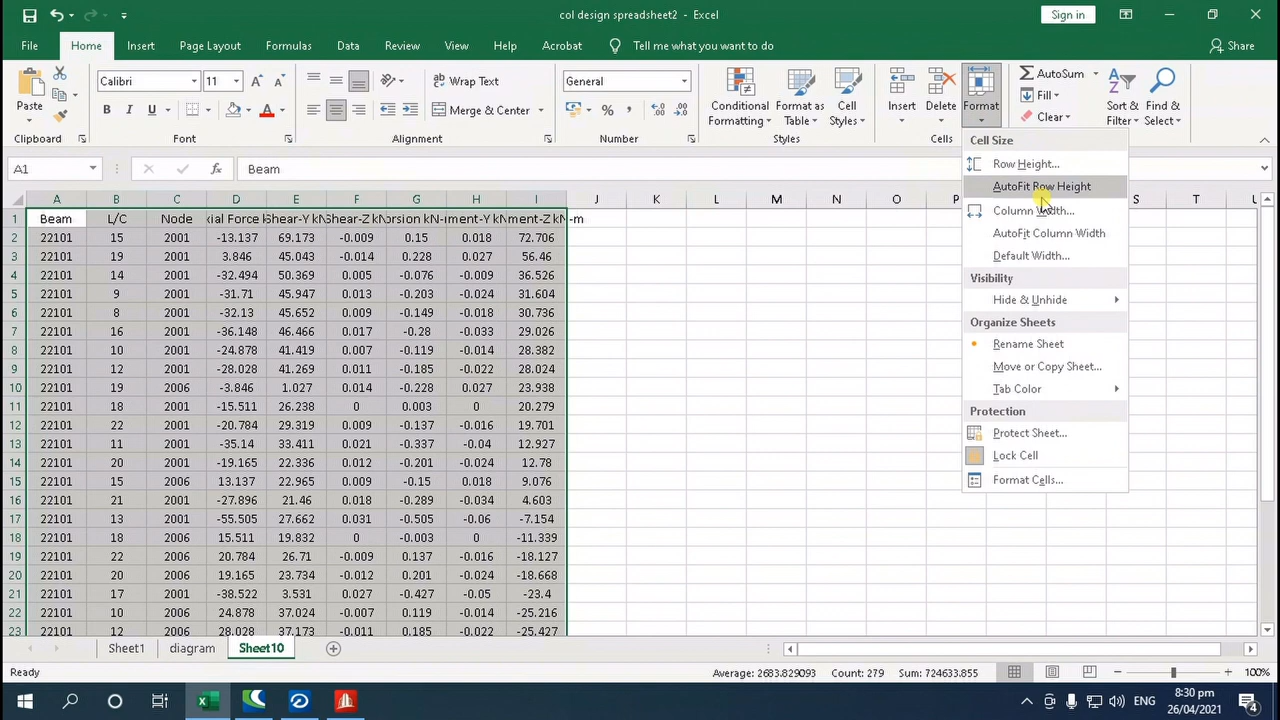 col design spreadsheet2 - Excel
Sign in
File Home Insert Page Layout Formulas Data Review View Help Acrobat Tell me what you want to do Share
Paste
Clipboard
Calibri 11
B I U
Font
Wrap Text
Merge & Center
Alignment
General
%
Number
Conditional Formatting
Format as Table
Cell Styles
Styles
Insert Delete Format
Cells
AutoSum
Fill
Clear
Sort & Filter
Find & Select
A1 fx Beam
Cell Size
Row Height...
AutoFit Row Height
Column Width...
AutoFit Column Width
Default Width...
Visibility
Hide & Unhide
Organize Sheets
Rename Sheet
Move or Copy Sheet...
Tab Color
Protection
Protect Sheet...
Lock Cell
Format Cells...
A B C D E F G H I J K L M N O P S T U
1 Beam L/C Node xial Force k Shear-Y kN Shear-Z kN orsion kN- ment-Y kN ment-Z kN-m
2 22101 15 2001 -13.137 69.173 -0.009 0.15 0.018 72.706
3 22101 19 2001 3.846 45.043 -0.014 0.228 0.027 56.46
4 22101 14 2001 -32.494 50.369 0.005 -0.076 -0.009 36.526
5 22101 9 2001 -31.71 45.947 0.013 -0.203 -0.024 31.604
6 22101 8 2001 -32.13 45.652 0.009 -0.149 -0.018 30.736
7 22101 16 2001 -36.148 46.466 0.017 -0.28 -0.033 29.026
8 22101 10 2001 -24.878 41.419 0.007 -0.119 -0.014 28.382
9 22101 12 2001 -28.028 41.269 0.011 -0.185 -0.022 28.024
10 22101 19 2006 -3.846 1.027 0.014 -0.228 0.027 23.938
11 22101 18 2001 -15.511 26.238 0 0.003 0 20.279
12 22101 22 2001 -20.784 29.319 0.009 -0.137 -0.016 19.701
13 22101 11 2001 -35.14 33.411 0.021 -0.337 -0.04 12.927
14 22101 20 2001 -19.165 22.336 0.012 -0.201 -0.024 12.78
15 22101 15 2006 13.137 12.965 0.009 -0.15 0.018 9.076
16 22101 21 2001 -27.896 21.46 0.018 -0.289 -0.034 4.603
17 22101 13 2001 -55.505 27.662 0.031 -0.505 -0.06 -7.154
18 22101 18 2006 15.511 19.832 0 -0.003 0 -11.339
19 22101 22 2006 20.784 26.71 -0.009 0.137 -0.016 -18.127
20 22101 20 2006 19.165 23.734 -0.012 0.201 -0.024 -18.668
21 22101 17 2001 -38.522 3.531 0.027 -0.427 -0.05 -23.4
22 22101 10 2006 24.878 37.024 -0.007 0.119 -0.014 -25.216
23 22101 12 2006 28.028 37.173 -0.011 0.185 -0.022 -25.427
Sheet1 diagram Sheet10
Ready Average: 2683.829093 Count: 279 Sum: 724633.855 100%
ENG
8:30 pm
26/04/2021
4